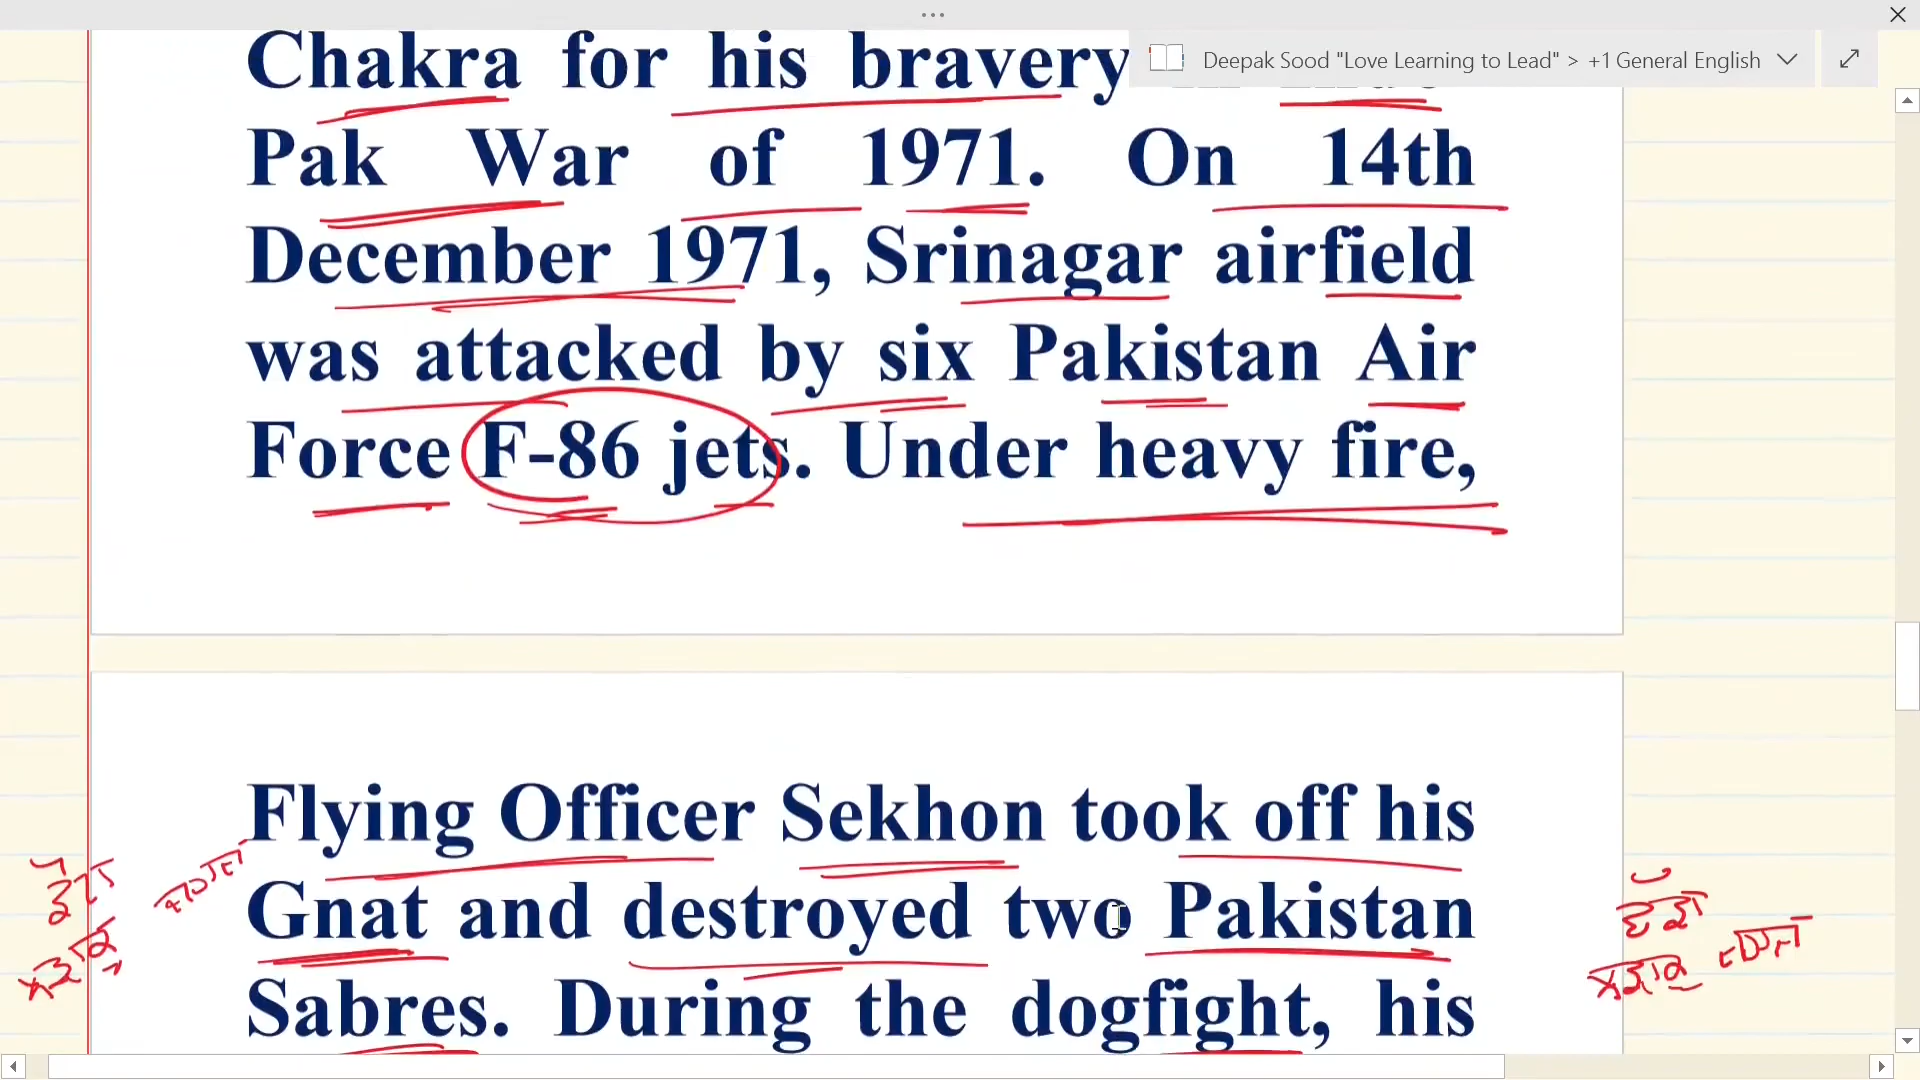 Chakra for his bravery
Deepak Sood "Love Learning to Lead" > +1 General English
Pak War of 1971. On 14th
December 1971, Srinagar airfield
was attacked by six Pakistan Air
Force F-86 jets. Under heavy fire,
Flying Officer Sekhon took off his
Gnat and destroyed two Pakistan
Sabres. During the dogfight, his